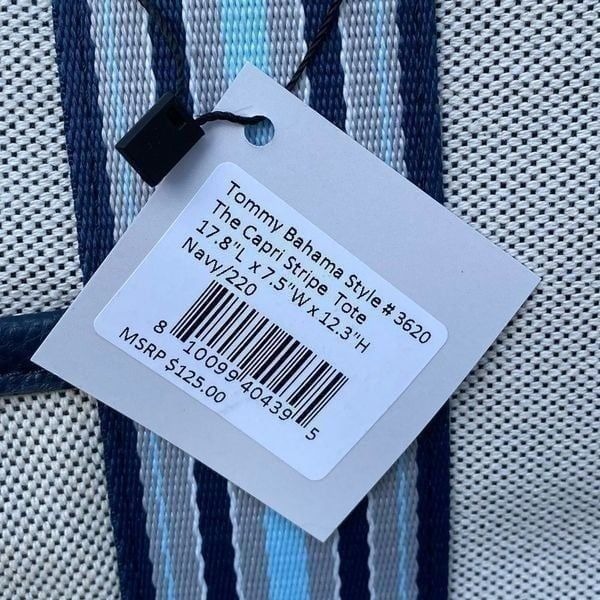 Tommy Bahama Style # 3620
The Capri Stripe Tote
17.8"L x 7.5"W x 12.3"H
Navy/220
8 10099 40439 5
MSRP $125.00